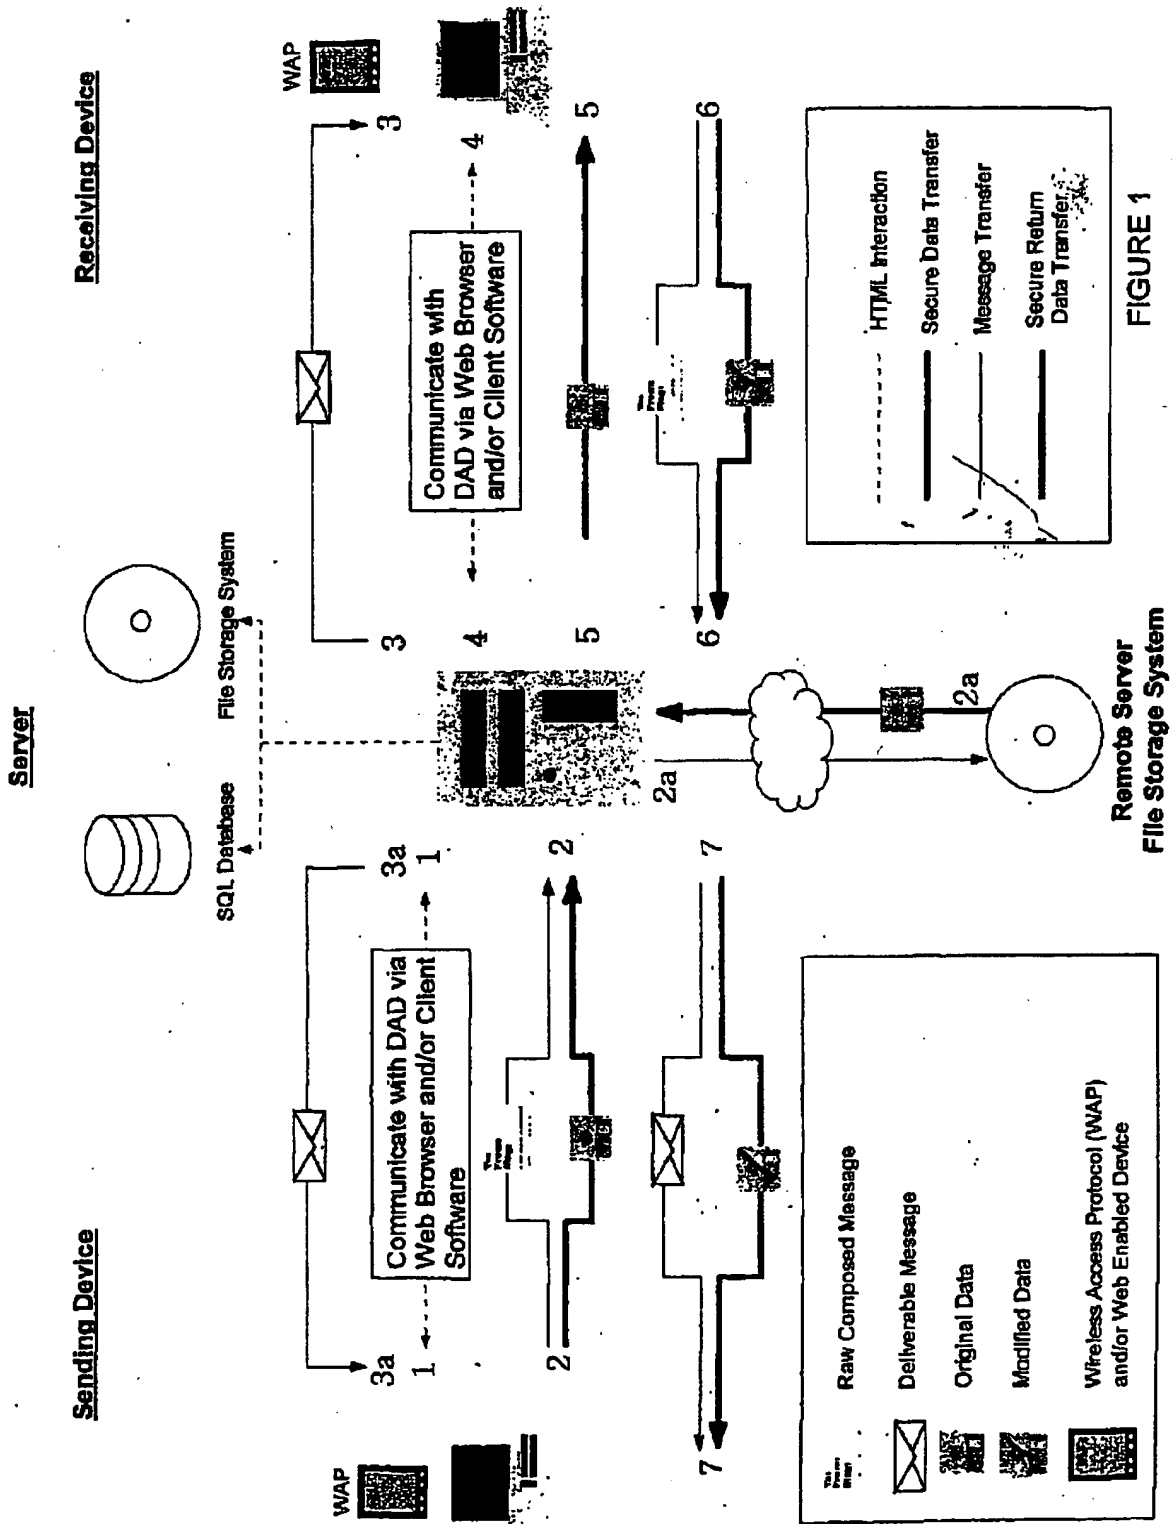 Sending Device
Server
Receiving Device
WAP
SQL Database
File Storage System
WAP
3a
3a
3
3
1
Communicate with DAD via
Web Browser and/or Client
Software
1
4
Communicate with
DAD via Web Browser
and/or Client Software
4
2
2
5
5
2a
7
7
6
6
2a
Remote Server
File Storage System
Raw Composed Message
Deliverable Message
Original Data
Modified Data
Wireless Access Protocol (WAP)
and/or Web Enabled Device
HTML Interaction
Secure Data Transfer
Message Transfer
Secure Return
Data Transfer
FIGURE 1